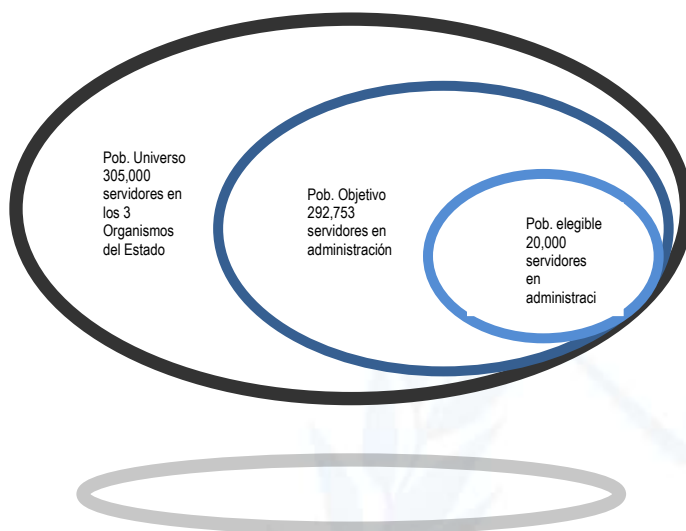 Pob. Universo
305,000
servidores en
los 3
Organismos
del Estado
Pob. Objetivo
292,753
servidores en
administración
Pob. elegible
20,000
servidores
en
administraci